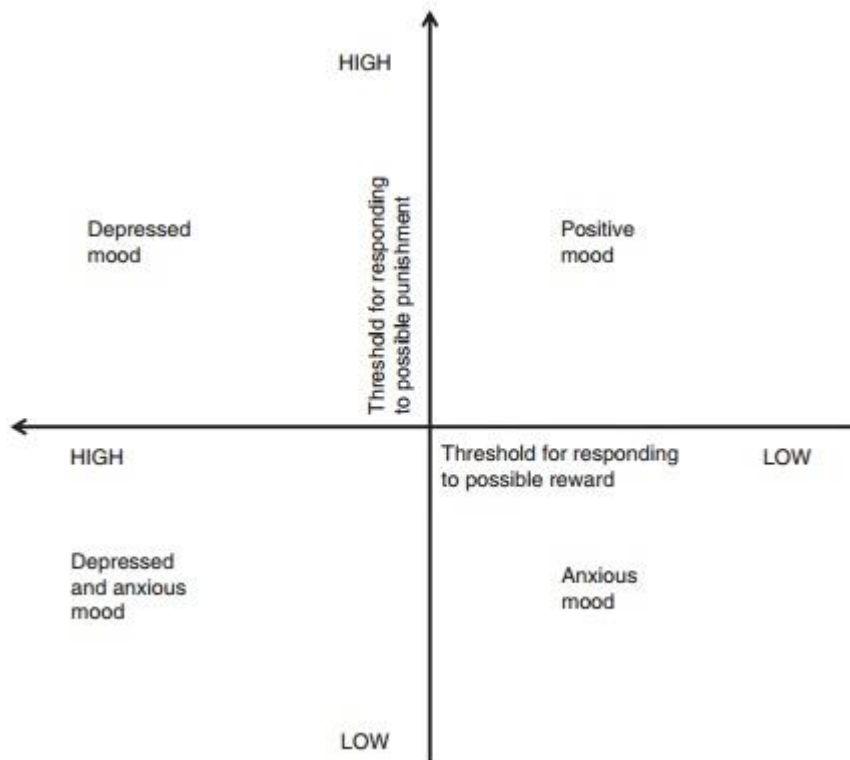 HIGH
Threshold for responding
to possible punishment
Depressed
mood
Positive
mood
HIGH
Threshold for responding
to possible reward
LOW
Depressed
and anxious
mood
Anxious
mood
LOW